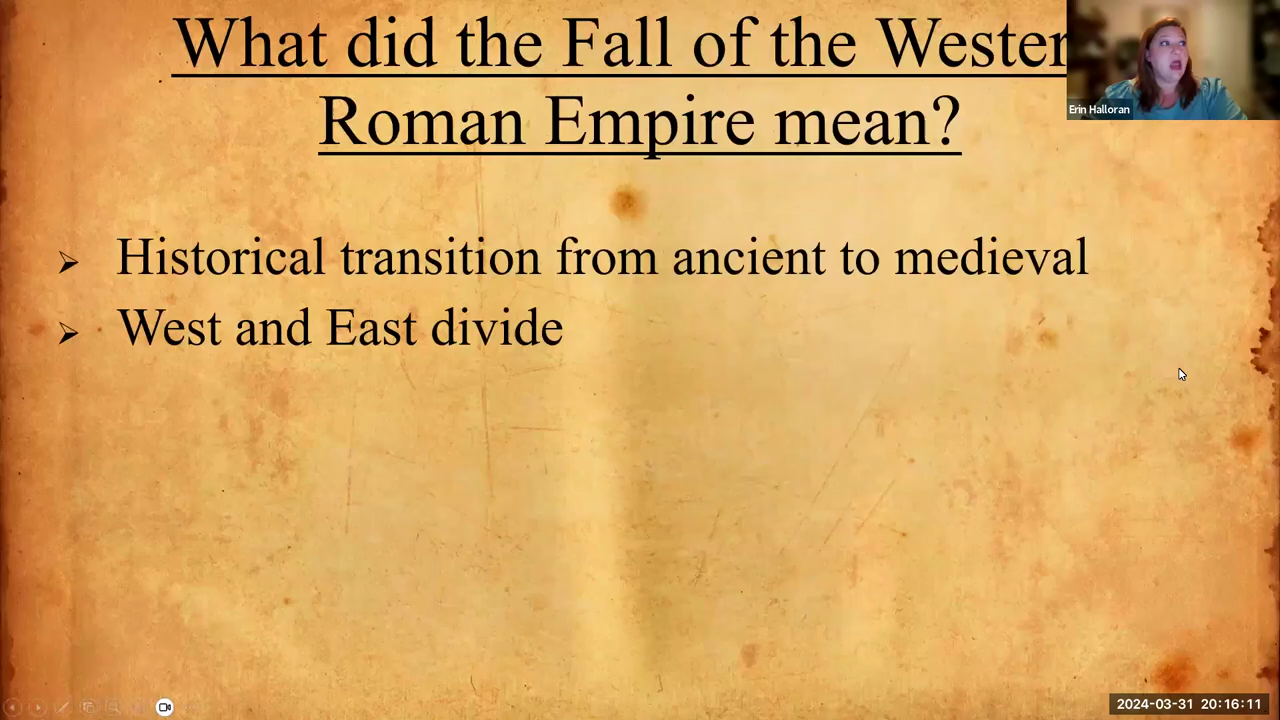 What did the Fall of the Wester
Roman Empire mean?
Erin Halloran
Historical transition from ancient to medieval
West and East divide
2024-03-31 20:16:11